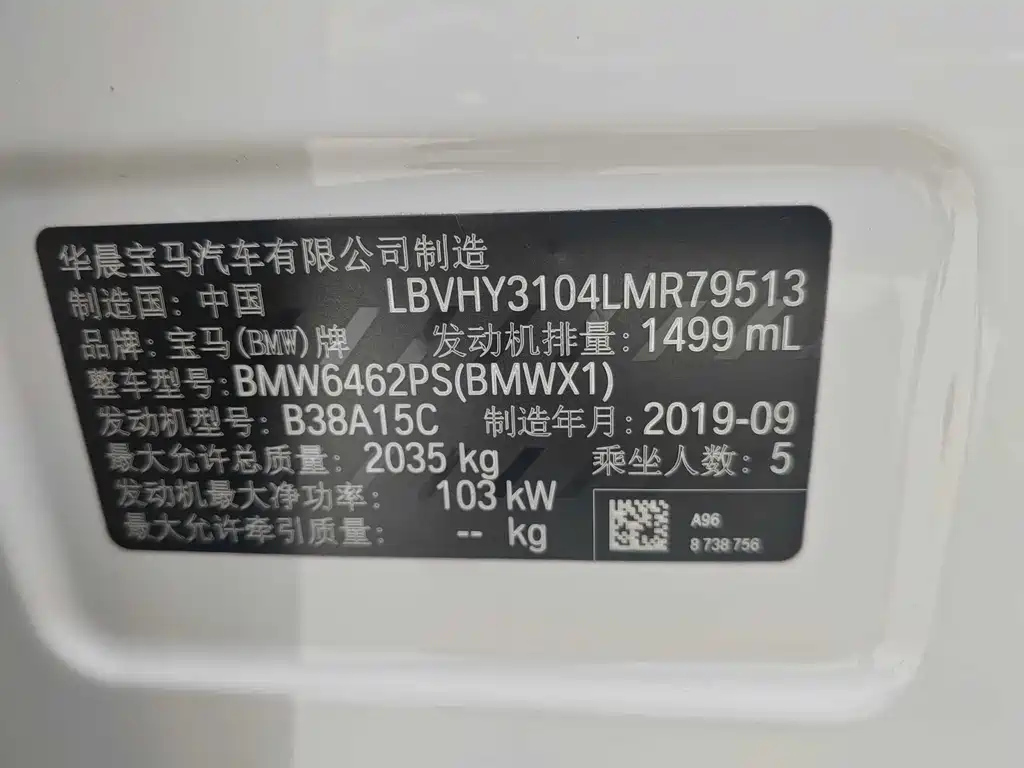 华晨宝马汽车有限公司制造
制造国：中国 LBVHY3104LMR79513
品牌：宝马(BMW)牌 发动机排量：1499 mL
整车型号：BMW6462PS(BMWX1)
发动机型号：B38A15C 制造年月：2019-09
最大允许总质量：2035 kg 乘坐人数：5
发动机最大净功率：103 kW
最大允许牵引质量：-- kg
A96
8 738 756